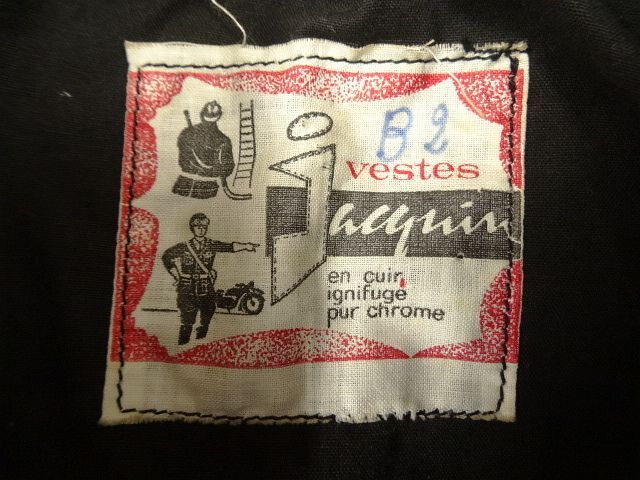 B2
vestes
Jacquin
en cuir
ignifugé
pur chrome